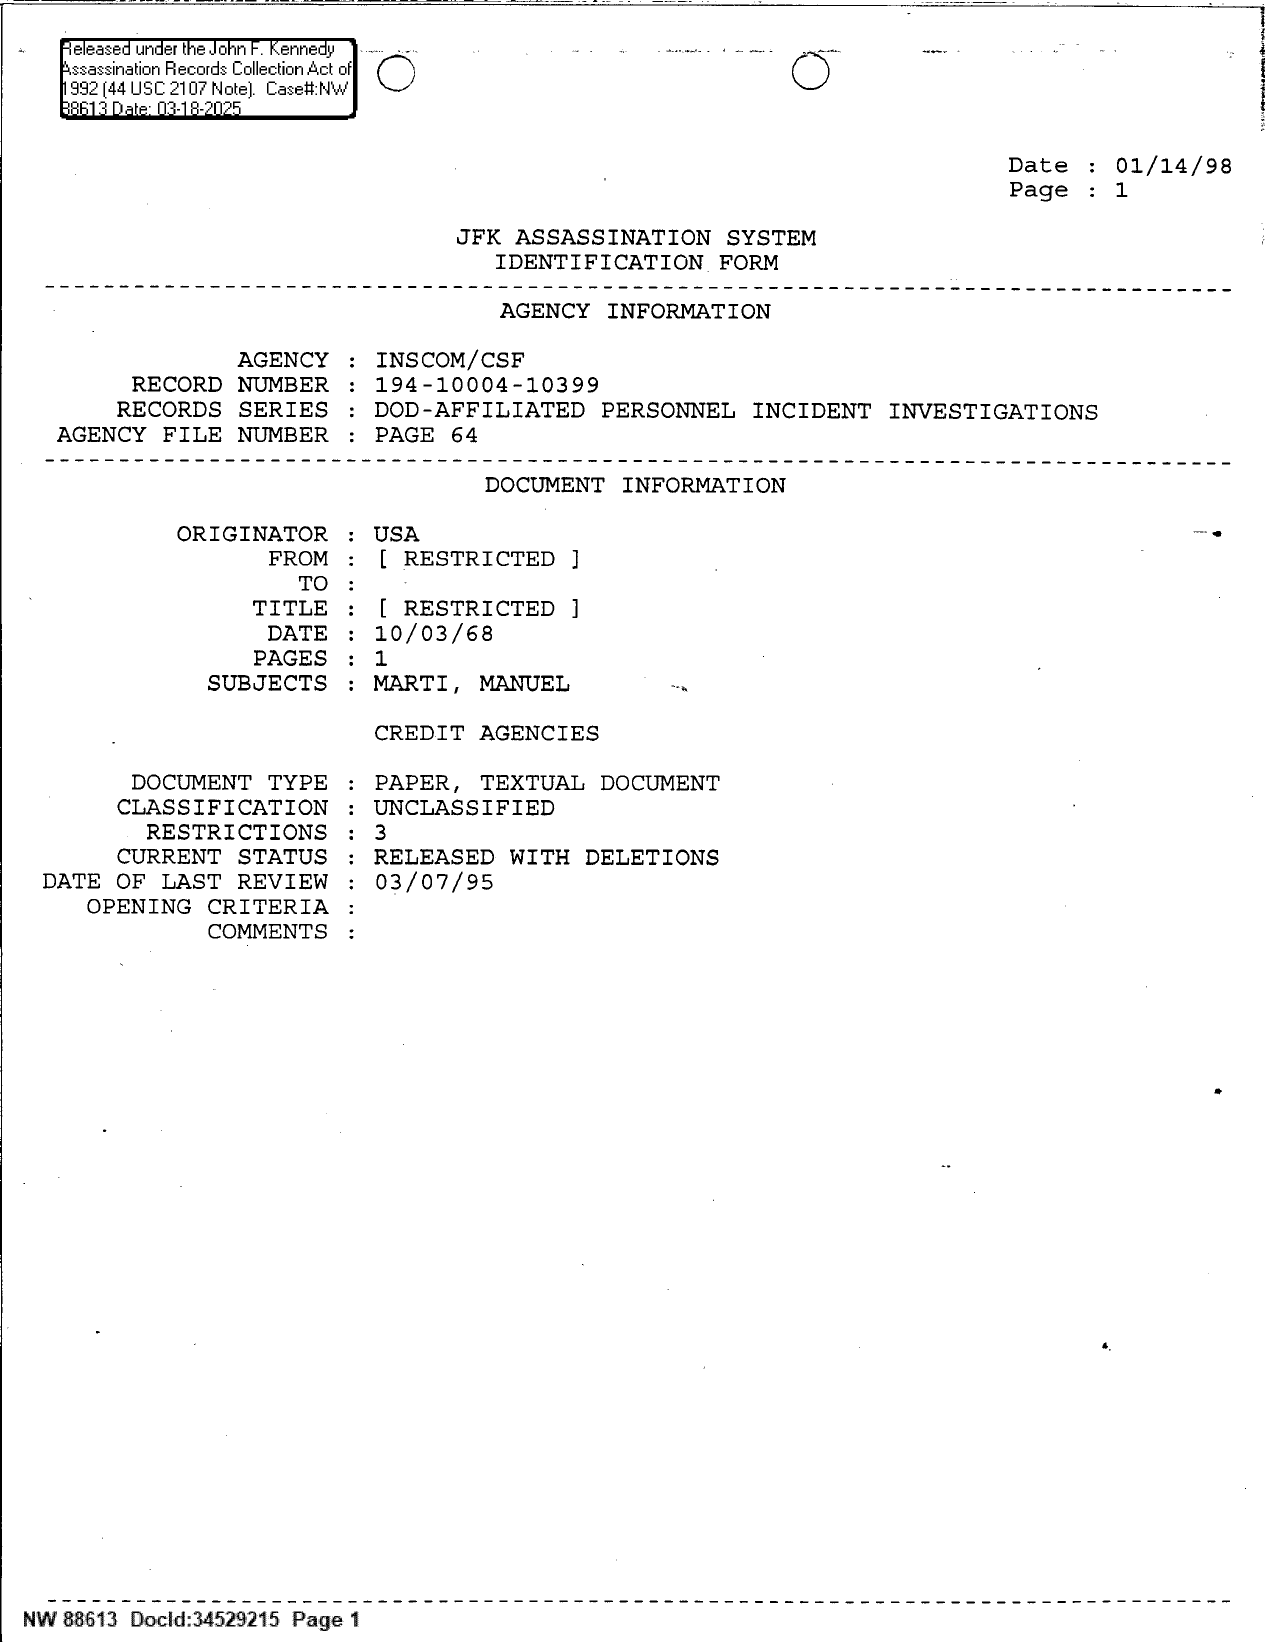 Released under the John F. Kennedy
Assassination Records Collection Act of
1992 (44 USC 2107 Note). Case#:NW
88613 Date: 03-18-2025
Date : 01/14/98
Page : 1
JFK ASSASSINATION SYSTEM
IDENTIFICATION FORM
AGENCY INFORMATION
AGENCY : INSCOM/CSF
RECORD NUMBER : 194-10004-10399
RECORDS SERIES : DOD-AFFILIATED PERSONNEL INCIDENT INVESTIGATIONS
AGENCY FILE NUMBER : PAGE 64
DOCUMENT INFORMATION
ORIGINATOR : USA
FROM : [ RESTRICTED ]
TO :
TITLE : [ RESTRICTED ]
DATE : 10/03/68
PAGES : 1
SUBJECTS : MARTI, MANUEL
CREDIT AGENCIES
DOCUMENT TYPE : PAPER, TEXTUAL DOCUMENT
CLASSIFICATION : UNCLASSIFIED
RESTRICTIONS : 3
CURRENT STATUS : RELEASED WITH DELETIONS
DATE OF LAST REVIEW : 03/07/95
OPENING CRITERIA :
COMMENTS :
NW 88613 DocId:34529215 Page 1